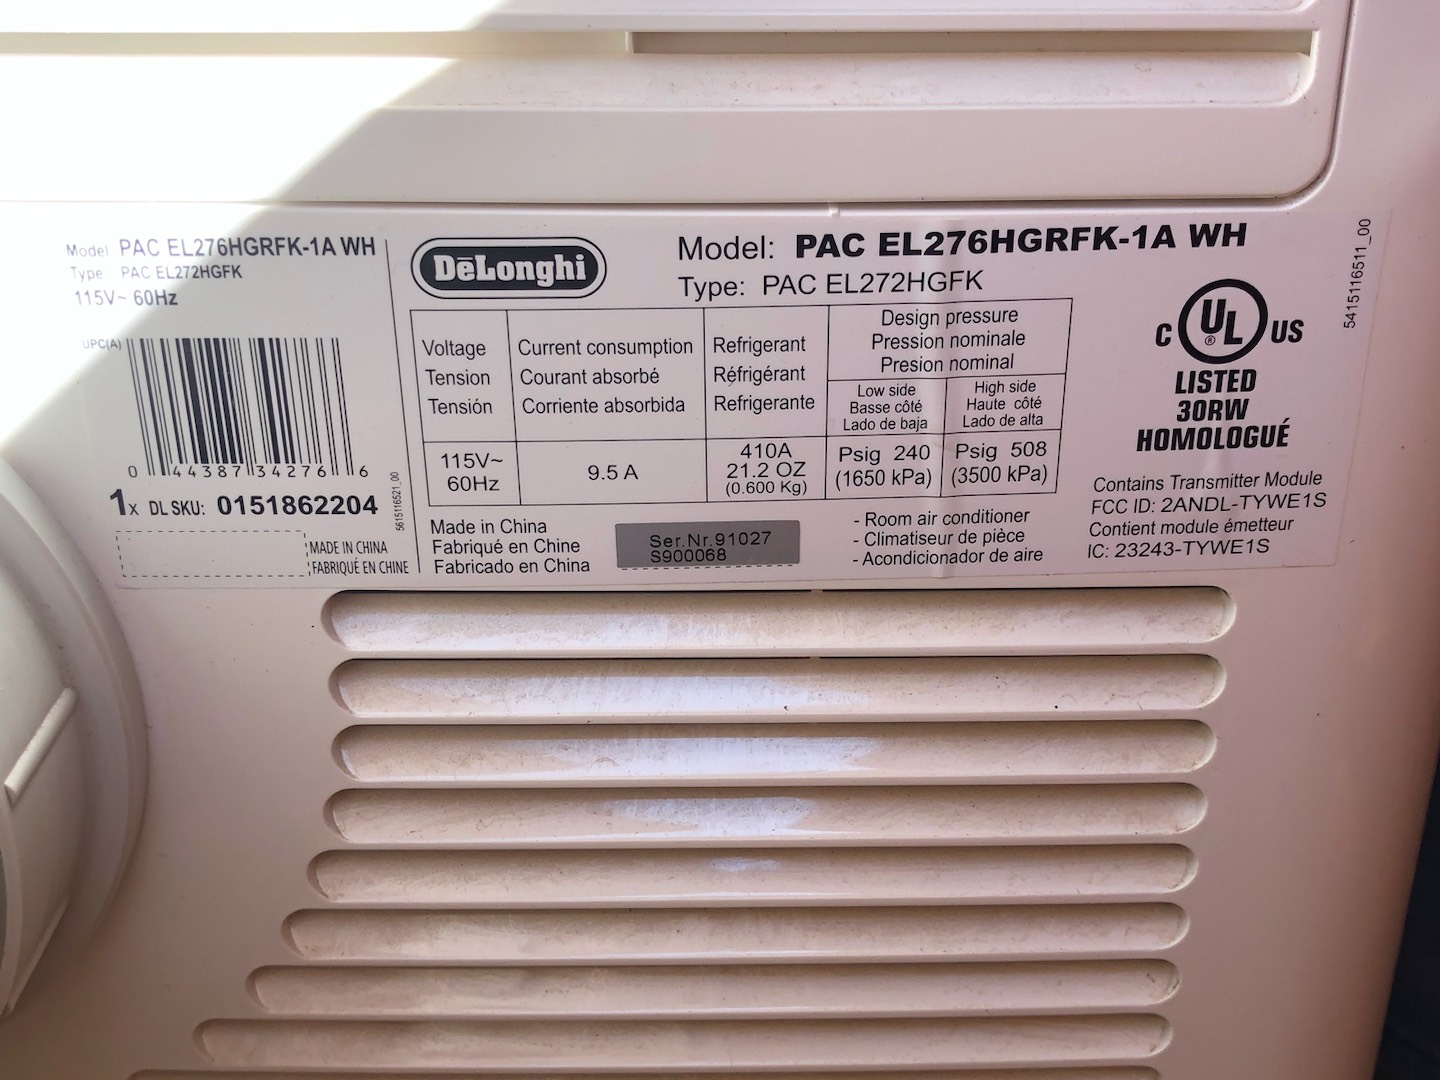 Model PAC EL276HGRFK-1A WH
Type PAC EL272HGFK
115V~ 60Hz
UPC(A)
0 44387 34276 6
1x DL SKU: 0151862204
5615116521_00
MADE IN CHINA
FABRIQUÉ EN CHINE
DēLonghi
Model: PAC EL276HGRFK-1A WH
Type: PAC EL272HGFK
Voltage
Tension
Tensión
Current consumption
Courant absorbé
Corriente absorbida
Refrigerant
Réfrigérant
Refrigerante
Design pressure
Pression nominale
Presion nominal
Low side
Basse côté
Lado de baja
High side
Haute côté
Lado de alta
115V~
60Hz
9.5 A
410A
21.2 OZ
(0.600 Kg)
Psig 240
(1650 kPa)
Psig 508
(3500 kPa)
Made in China
Fabriqué en Chine
Fabricado en China
Ser.Nr.91027
S900068
- Room air conditioner
- Climatiseur de pièce
- Acondicionador de aire
C UL ® US
LISTED
30RW
HOMOLOGUÉ
Contains Transmitter Module
FCC ID: 2ANDL-TYWE1S
Contient module émetteur
IC: 23243-TYWE1S
5415116511_00